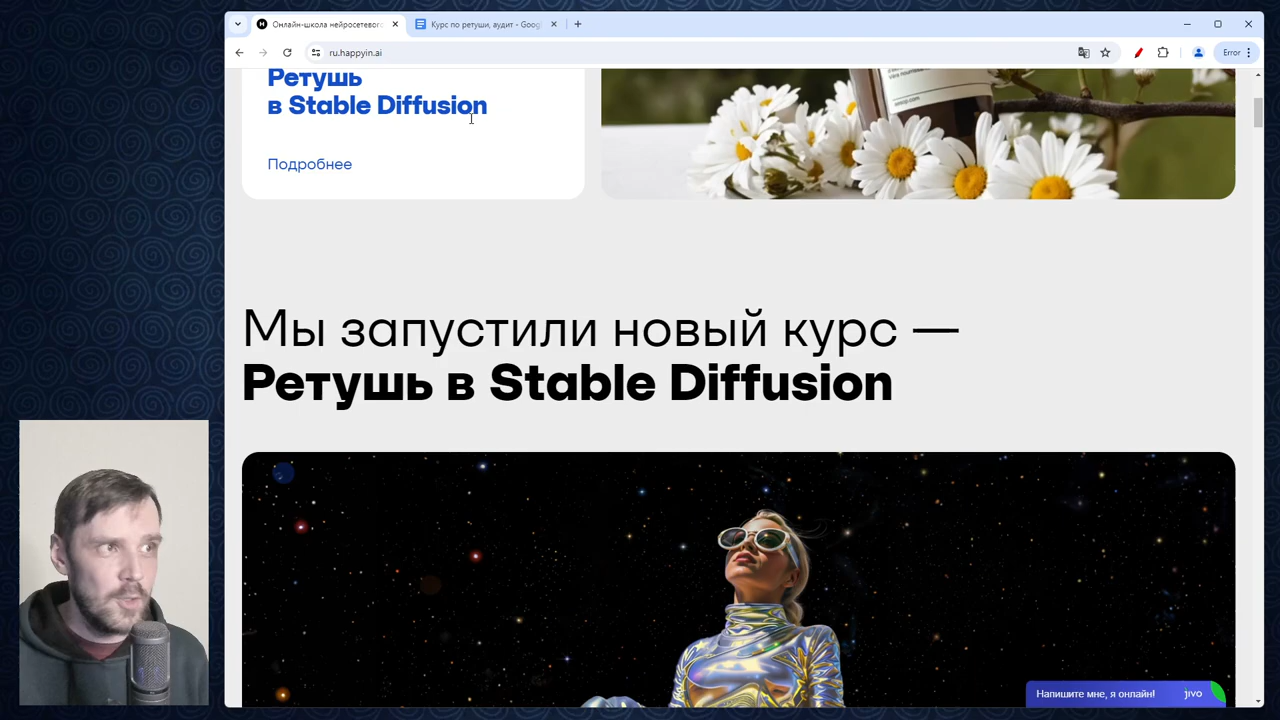 Онлайн-школа нейросетевого
Курс по ретуши, аудит - Goog
ru.happyin.ai
Error
Ретушь
в Stable Diffusion
Подробнее
Мы запустили новый курс —
Ретушь в Stable Diffusion
Напишите мне, я онлайн!
jivo